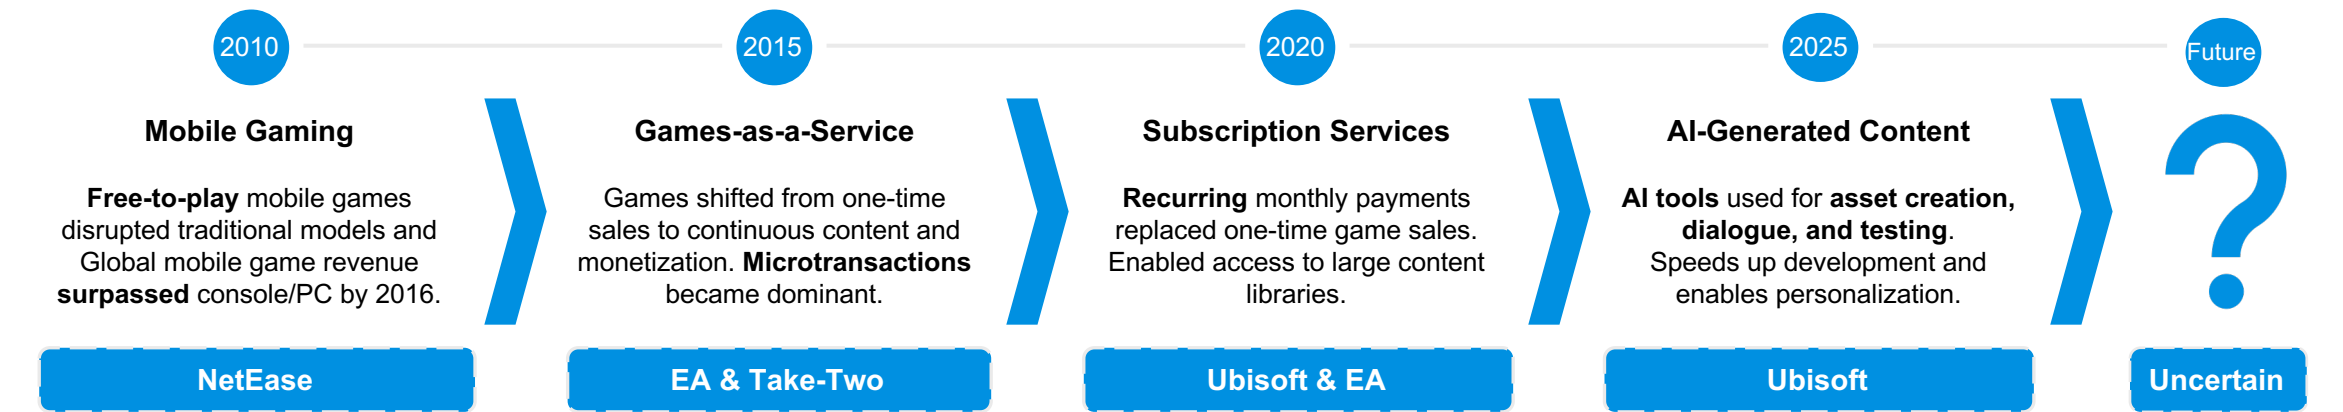 2010
2015
2020
2025
Future
Mobile Gaming
Free-to-play mobile games
disrupted traditional models and
Global mobile game revenue
surpassed console/PC by 2016.
NetEase
Games-as-a-Service
Games shifted from one-time
sales to continuous content and
monetization. Microtransactions
became dominant.
EA & Take-Two
Subscription Services
Recurring monthly payments
replaced one-time game sales.
Enabled access to large content
libraries.
Ubisoft & EA
AI-Generated Content
AI tools used for asset creation,
dialogue, and testing.
Speeds up development and
enables personalization.
Ubisoft
?
Uncertain